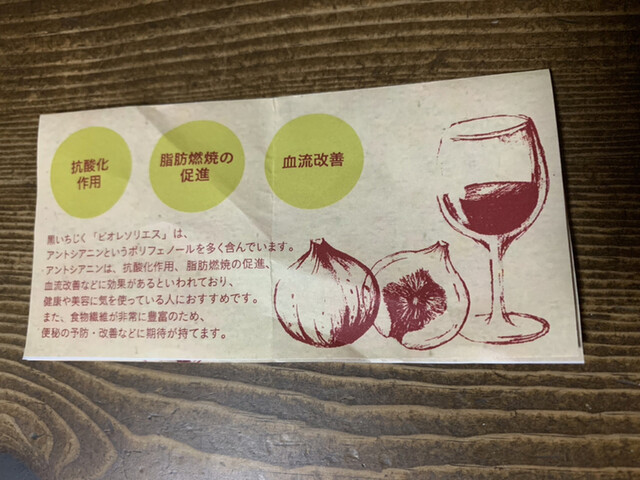 抗酸化
作用
脂肪燃焼の
促進
血流改善
黒いちじく「ビオレソリエス」は、
アントシアニンというポリフェノールを多く含んでいます。
アントシアニンは、抗酸化作用、脂肪燃焼の促進、
血流改善などに効果があるといわれており、
健康や美容に気を使っている人におすすめです。
また、食物繊維が非常に豊富のため、
便秘の予防・改善などに期待が持てます。